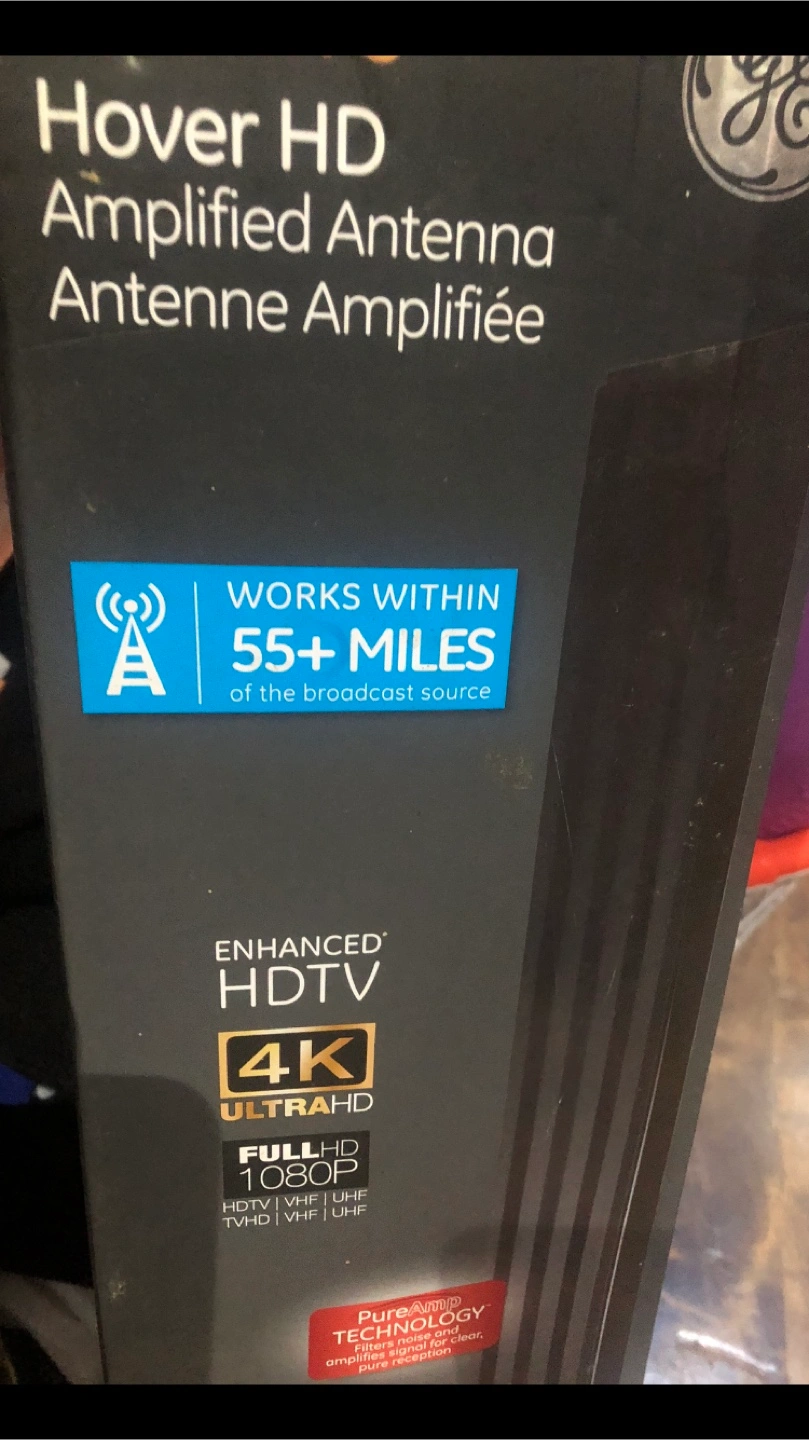 Hover HD
Amplified Antenna
Antenne Amplifiée
WORKS WITHIN
55+ MILES
of the broadcast source
ENHANCED*
HDTV
4K
ULTRAHD
FULLHD
1080P
HDTV | VHF | UHF
TVHD | VHF | UHF
PureAmp™
TECHNOLOGY
Filters noise and
amplifies signal for clear,
pure reception